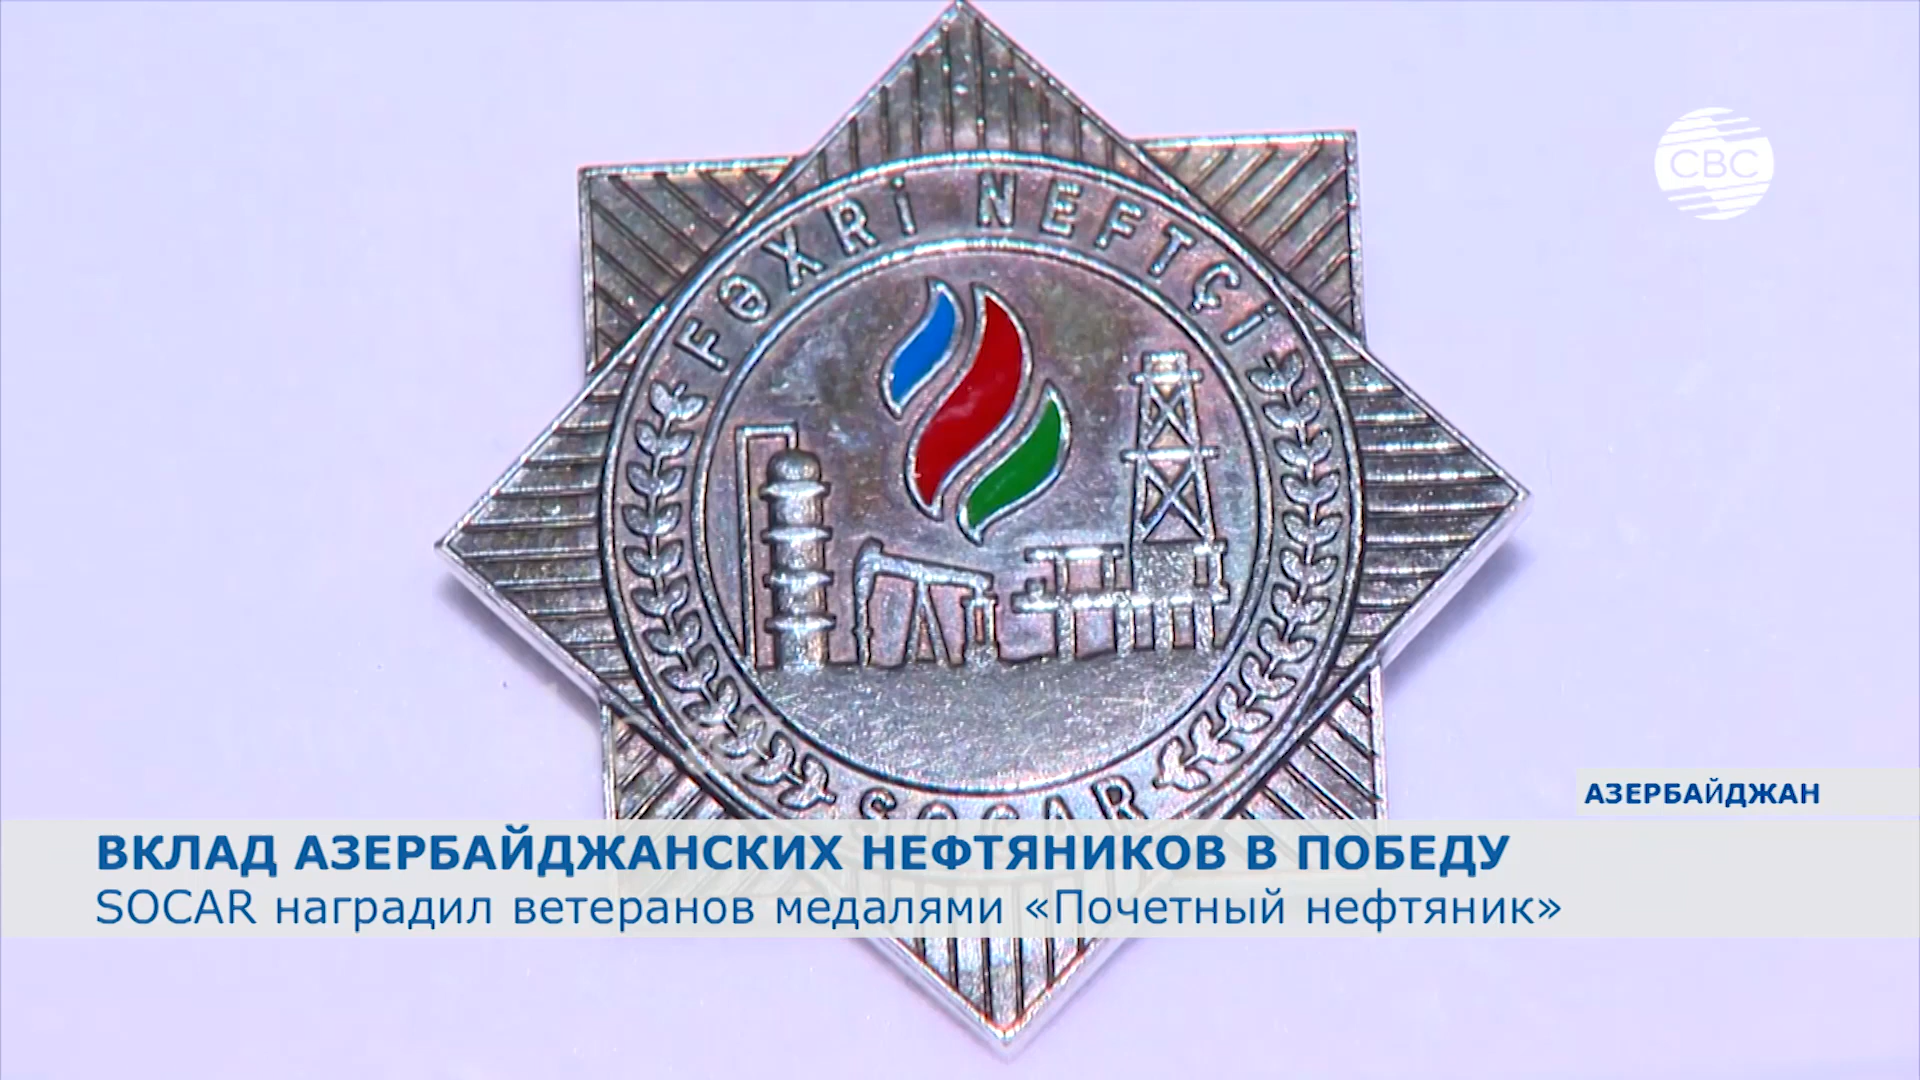 CBC
FƏXRİ NEFTÇİ
SOCAR
АЗЕРБАЙДЖАН
ВКЛАД АЗЕРБАЙДЖАНСКИХ НЕФТЯНИКОВ В ПОБЕДУ
SOCAR наградил ветеранов медалями «Почетный нефтяник»